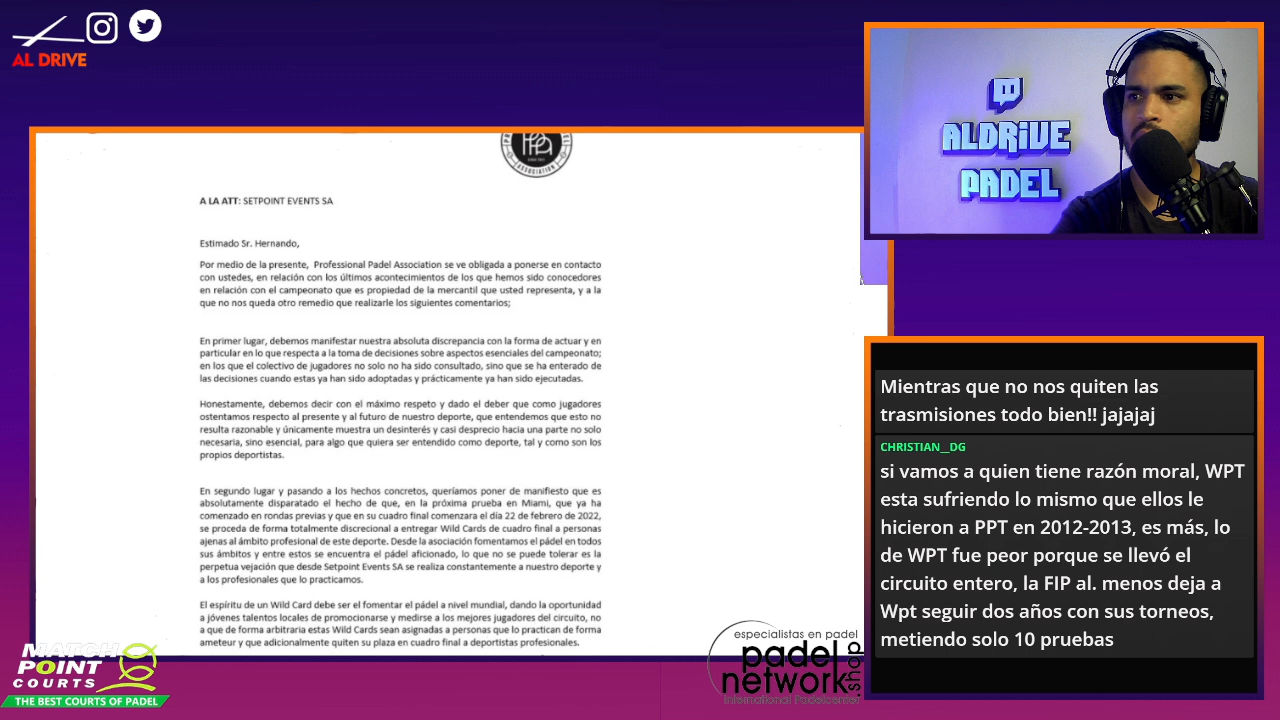 AL DRIVE
PPA
ASSOCIATION
A LA ATT: SETPOINT EVENTS SA
Estimado Sr. Hernando,
Por medio de la presente, Professional Padel Association se ve obligada a ponerse en contacto
con ustedes, en relación con los últimos acontecimientos de los que hemos sido conocedores
en relación con el campeonato que es propiedad de la mercantil que usted representa, y a la
que no nos queda otro remedio que realizarle los siguientes comentarios;
En primer lugar, debemos manifestar nuestra absoluta discrepancia con la forma de actuar y en
particular en lo que respecta a la toma de decisiones sobre aspectos esenciales del campeonato;
en los que el colectivo de jugadores no solo no ha sido consultado, sino que se ha enterado de
las decisiones cuando estas ya han sido adoptadas y prácticamente ya han sido ejecutadas.
Honestamente, debemos decir con el máximo respeto y dado el deber que como jugadores
ostentamos respecto al presente y al futuro de nuestro deporte, que entendemos que esto no
resulta razonable y únicamente muestra un desinterés y casi desprecio hacia una parte no solo
necesaria, sino esencial, para algo que quiera ser entendido como deporte, tal y como son los
propios deportistas.
En segundo lugar y pasando a los hechos concretos, queríamos poner de manifiesto que es
absolutamente disparatado el hecho de que, en la próxima prueba en Miami, que ya ha
comenzado en rondas previas y que en su cuadro final comenzara el día 22 de febrero de 2022,
se proceda de forma totalmente discrecional a entregar Wild Cards de cuadro final a personas
ajenas al ámbito profesional de este deporte. Desde la asociación fomentamos el pádel en todos
sus ámbitos y entre estos se encuentra el pádel aficionado, lo que no se puede tolerar es la
perpetua vejación que desde Setpoint Events SA se realiza constantemente a nuestro deporte y
a los profesionales que lo practicamos.
El espíritu de un Wild Card debe ser el fomentar el pádel a nivel mundial, dando la oportunidad
a jóvenes talentos locales de promocionarse y medirse a los mejores jugadores del circuito, no
a que de forma arbitraria estas Wild Cards sean asignadas a personas que lo practican de forma
ameteur y que adicionalmente quiten su plaza en cuadro final a deportistas profesionales.
ALDRIVE
PADEL
Mientras que no nos quiten las
trasmisiones todo bien!! jajajaj
CHRISTIAN__DG
si vamos a quien tiene razón moral, WPT
esta sufriendo lo mismo que ellos le
hicieron a PPT en 2012-2013, es más, lo
de WPT fue peor porque se llevó el
circuito entero, la FIP al. menos deja a
Wpt seguir dos años con sus torneos,
metiendo solo 10 pruebas
MATCH
POINT
COURTS
THE BEST COURTS OF PADEL
especialistas en padel
padel
network
.shop
International Padelcenter